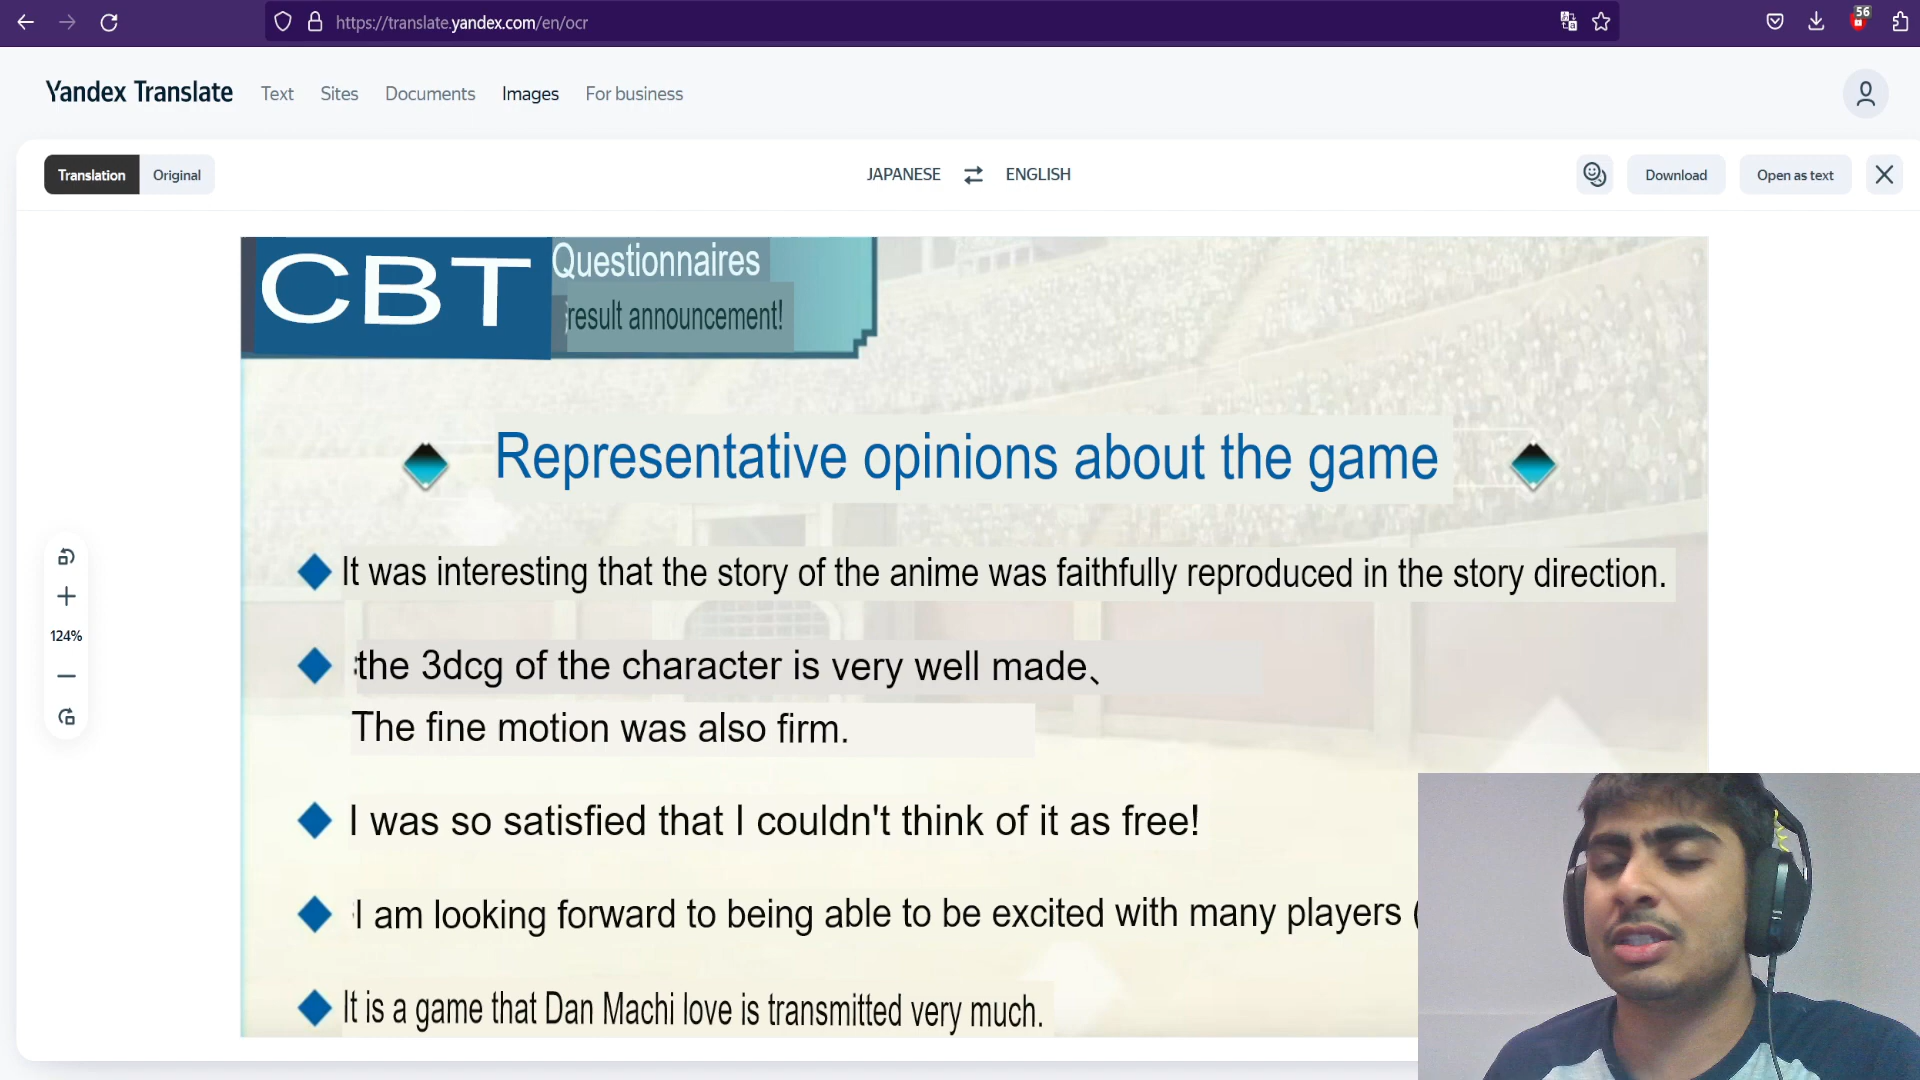 https://translate.yandex.com/en/ocr
56
Yandex Translate
Text
Sites
Documents
Images
For business
Translation
Original
JAPANESE
ENGLISH
Download
Open as text
CBT
Questionnaires
result announcement!
Representative opinions about the game
It was interesting that the story of the anime was faithfully reproduced in the story direction.
the 3dcg of the character is very well made、
The fine motion was also firm.
I was so satisfied that I couldn't think of it as free!
I am looking forward to being able to be excited with many players (
It is a game that Dan Machi love is transmitted very much.
124%